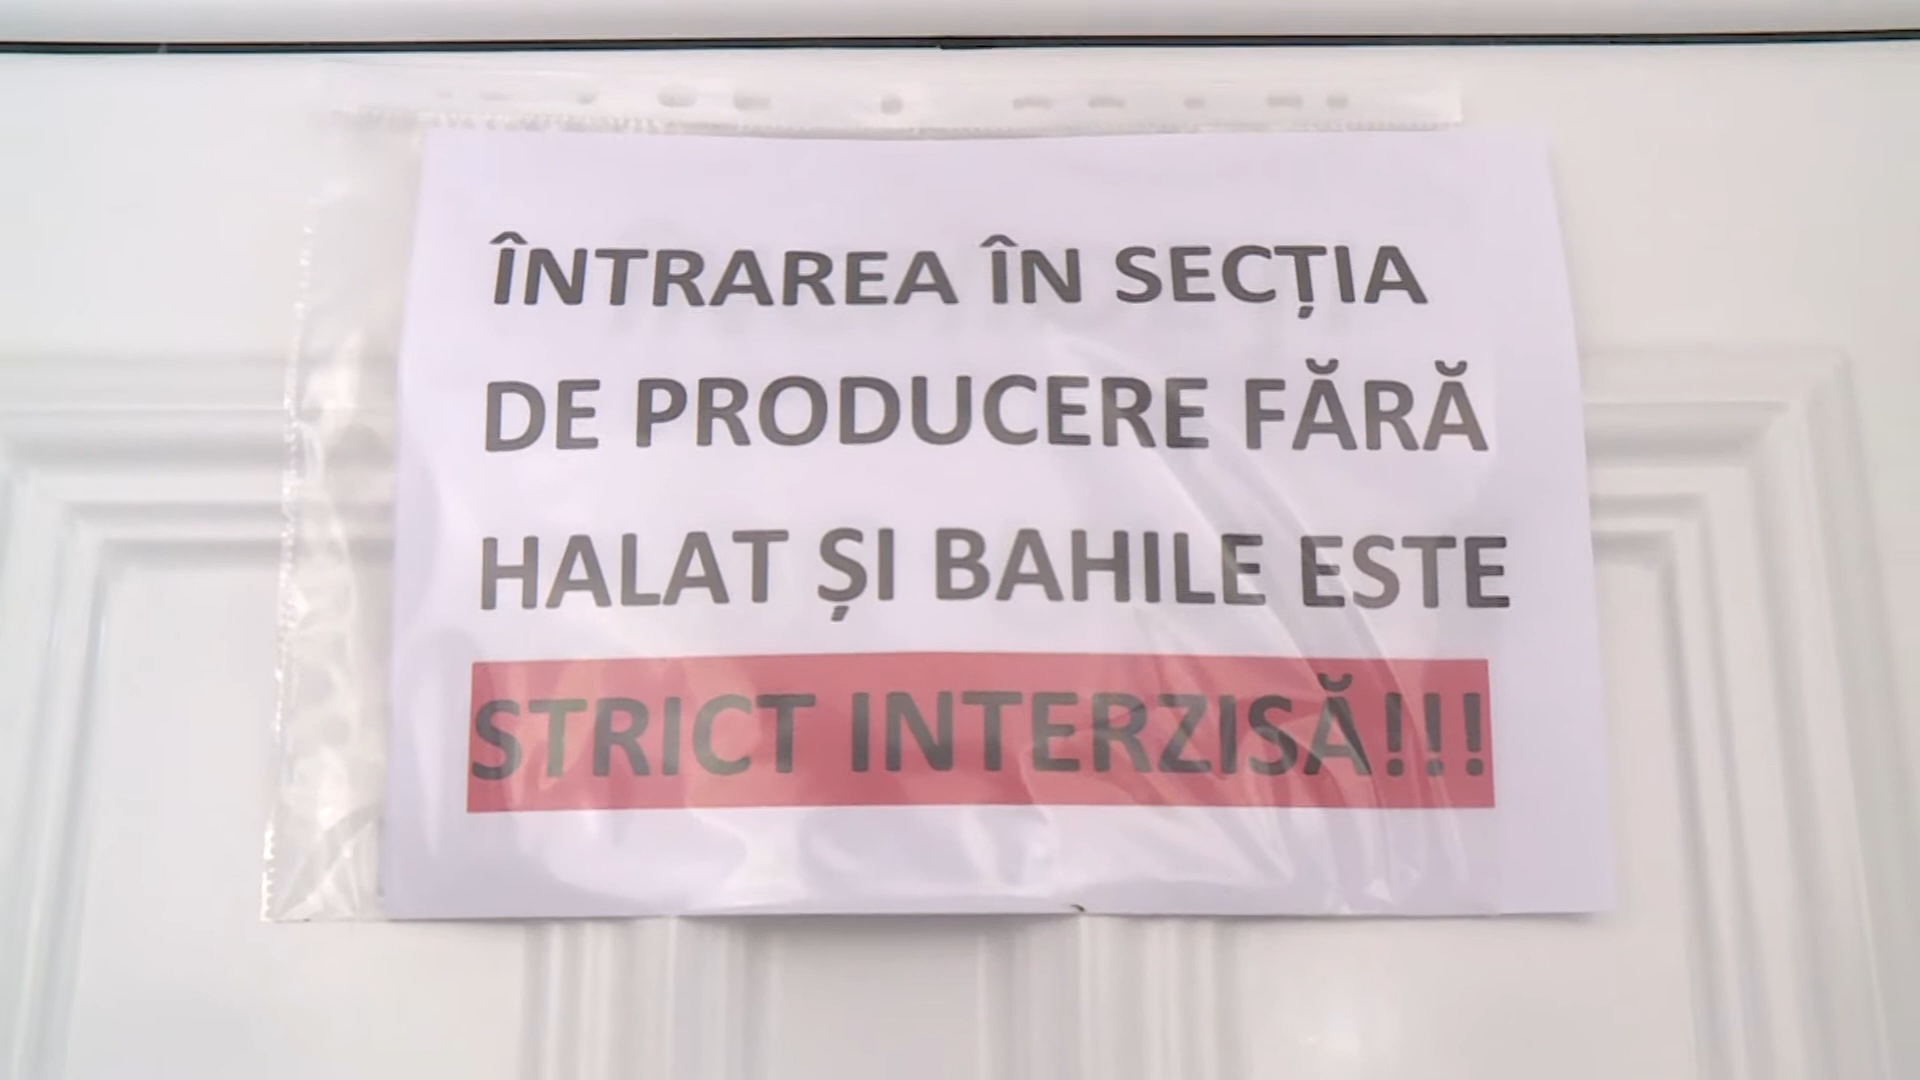 ÎNTRAREA ÎN SECȚIA
DE PRODUCERE FĂRĂ
HALAT ȘI BAHILE ESTE
STRICT INTERZISĂ!!!